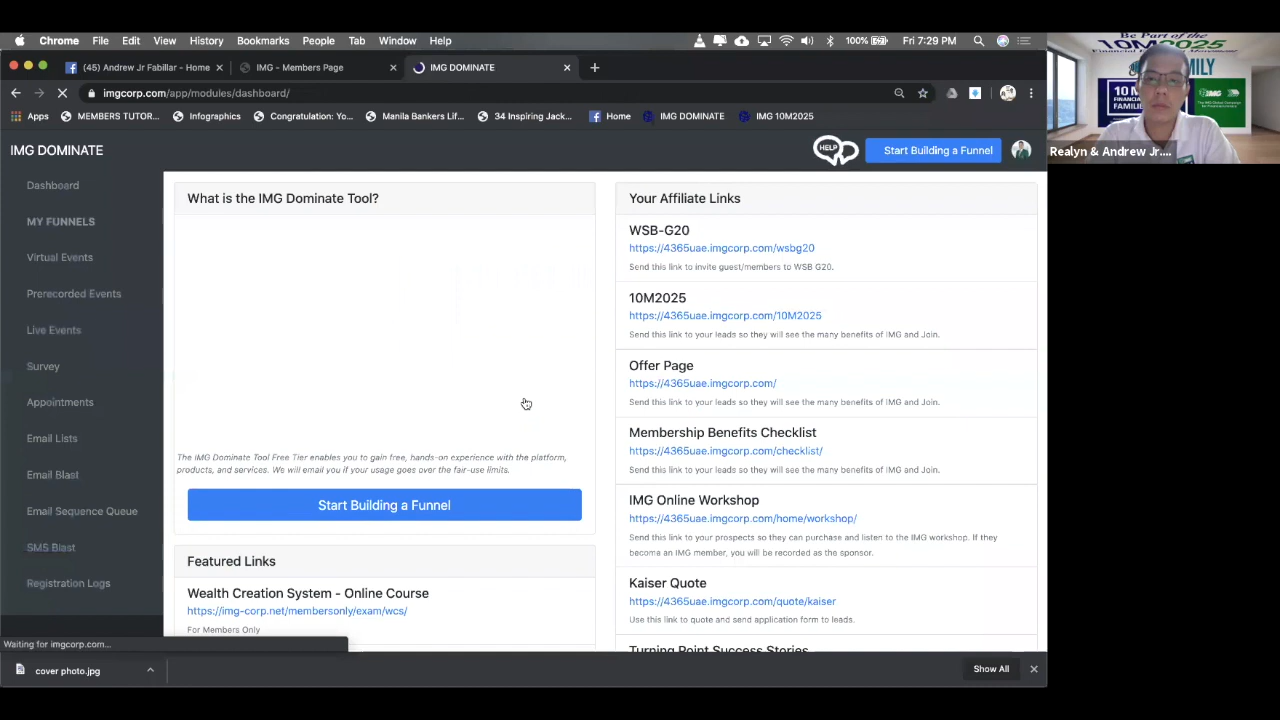 Chrome File Edit View History Bookmarks People Tab Window Help
100% Fri 7:29 PM
(45) Andrew Jr Fabillar - Home
IMG - Members Page
IMG DOMINATE
imgcorp.com/app/modules/dashboard/
Apps
MEMBERS TUTOR...
Infographics
Congratulation: Yo...
Manila Bankers Lif...
34 Inspiring Jack...
Home
IMG DOMINATE
IMG 10M2025
IMG DOMINATE
HELP
Start Building a Funnel
Dashboard
MY FUNNELS
Virtual Events
Prerecorded Events
Live Events
Survey
Appointments
Email Lists
Email Blast
Email Sequence Queue
SMS Blast
Registration Logs
What is the IMG Dominate Tool?
The IMG Dominate Tool Free Tier enables you to gain free, hands-on experience with the platform,
products, and services. We will email you if your usage goes over the fair-use limits.
Start Building a Funnel
Featured Links
Wealth Creation System - Online Course
https://img-corp.net/membersonly/exam/wcs/
For Members Only
Your Affiliate Links
WSB-G20
https://4365uae.imgcorp.com/wsbg20
Send this link to invite guest/members to WSB G20.
10M2025
https://4365uae.imgcorp.com/10M2025
Send this link to your leads so they will see the many benefits of IMG and Join.
Offer Page
https://4365uae.imgcorp.com/
Send this link to your leads so they will see the many benefits of IMG and Join.
Membership Benefits Checklist
https://4365uae.imgcorp.com/checklist/
Send this link to your leads so they will see the many benefits of IMG and Join.
IMG Online Workshop
https://4365uae.imgcorp.com/home/workshop/
Send this link to your prospects so they can purchase and listen to the IMG workshop. If they
become an IMG member, you will be recorded as the sponsor.
Kaiser Quote
https://4365uae.imgcorp.com/quote/kaiser
Use this link to quote and send application form to leads.
Turning Point Success Stories
Waiting for imgcorp.com...
cover photo.jpg
Show All
Be Part of the
10M2025
Realyn & Andrew Jr....